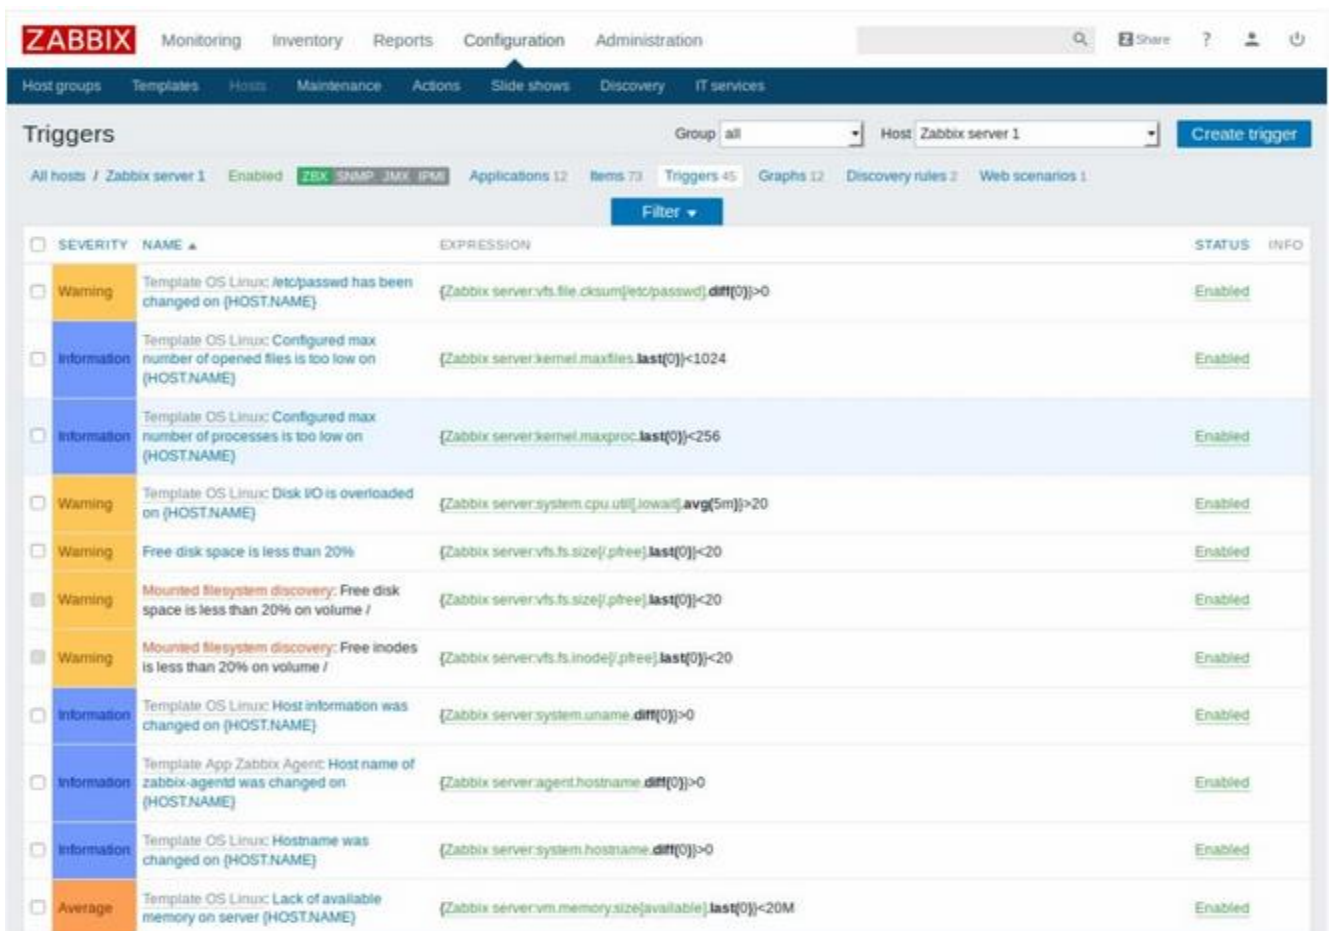 ZABBIX Monitoring Inventory Reports Configuration Administration Share ?
Host groups Templates Hosts Maintenance Actions Slide shows Discovery IT services
Triggers Group all Host Zabbix server 1 Create trigger
All hosts / Zabbix server 1 Enabled ZBX SNMP JMX IPMI Applications 12 Items 73 Triggers 45 Graphs 12 Discovery rules 2 Web scenarios 1
Filter
SEVERITY NAME EXPRESSION STATUS INFO
Warning Template OS Linux: /etc/passwd has been
changed on {HOST.NAME} {Zabbix server:vfs.file.cksum[/etc/passwd].diff(0)}>0 Enabled
Information Template OS Linux: Configured max
number of opened files is too low on
{HOST.NAME} {Zabbix server:kernel.maxfiles.last(0)}<1024 Enabled
Information Template OS Linux: Configured max
number of processes is too low on
{HOST.NAME} {Zabbix server:kernel.maxproc.last(0)}<256 Enabled
Warning Template OS Linux: Disk I/O is overloaded
on {HOST.NAME} {Zabbix server:system.cpu.util[,iowait].avg(5m)}>20 Enabled
Warning Free disk space is less than 20% {Zabbix server:vfs.fs.size[/,pfree].last(0)}<20 Enabled
Warning Mounted filesystem discovery: Free disk
space is less than 20% on volume / {Zabbix server:vfs.fs.size[/,pfree].last(0)}<20 Enabled
Warning Mounted filesystem discovery: Free inodes
is less than 20% on volume / {Zabbix server:vfs.fs.inode[/,pfree].last(0)}<20 Enabled
Information Template OS Linux: Host information was
changed on {HOST.NAME} {Zabbix server:system.uname.diff(0)}>0 Enabled
Information Template App Zabbix Agent: Host name of
zabbix-agentd was changed on
{HOST.NAME} {Zabbix server:agent.hostname.diff(0)}>0 Enabled
Information Template OS Linux: Hostname was
changed on {HOST.NAME} {Zabbix server:system.hostname.diff(0)}>0 Enabled
Average Template OS Linux: Lack of available
memory on server {HOST.NAME} {Zabbix server:vm.memory.size[available].last(0)}<20M Enabled